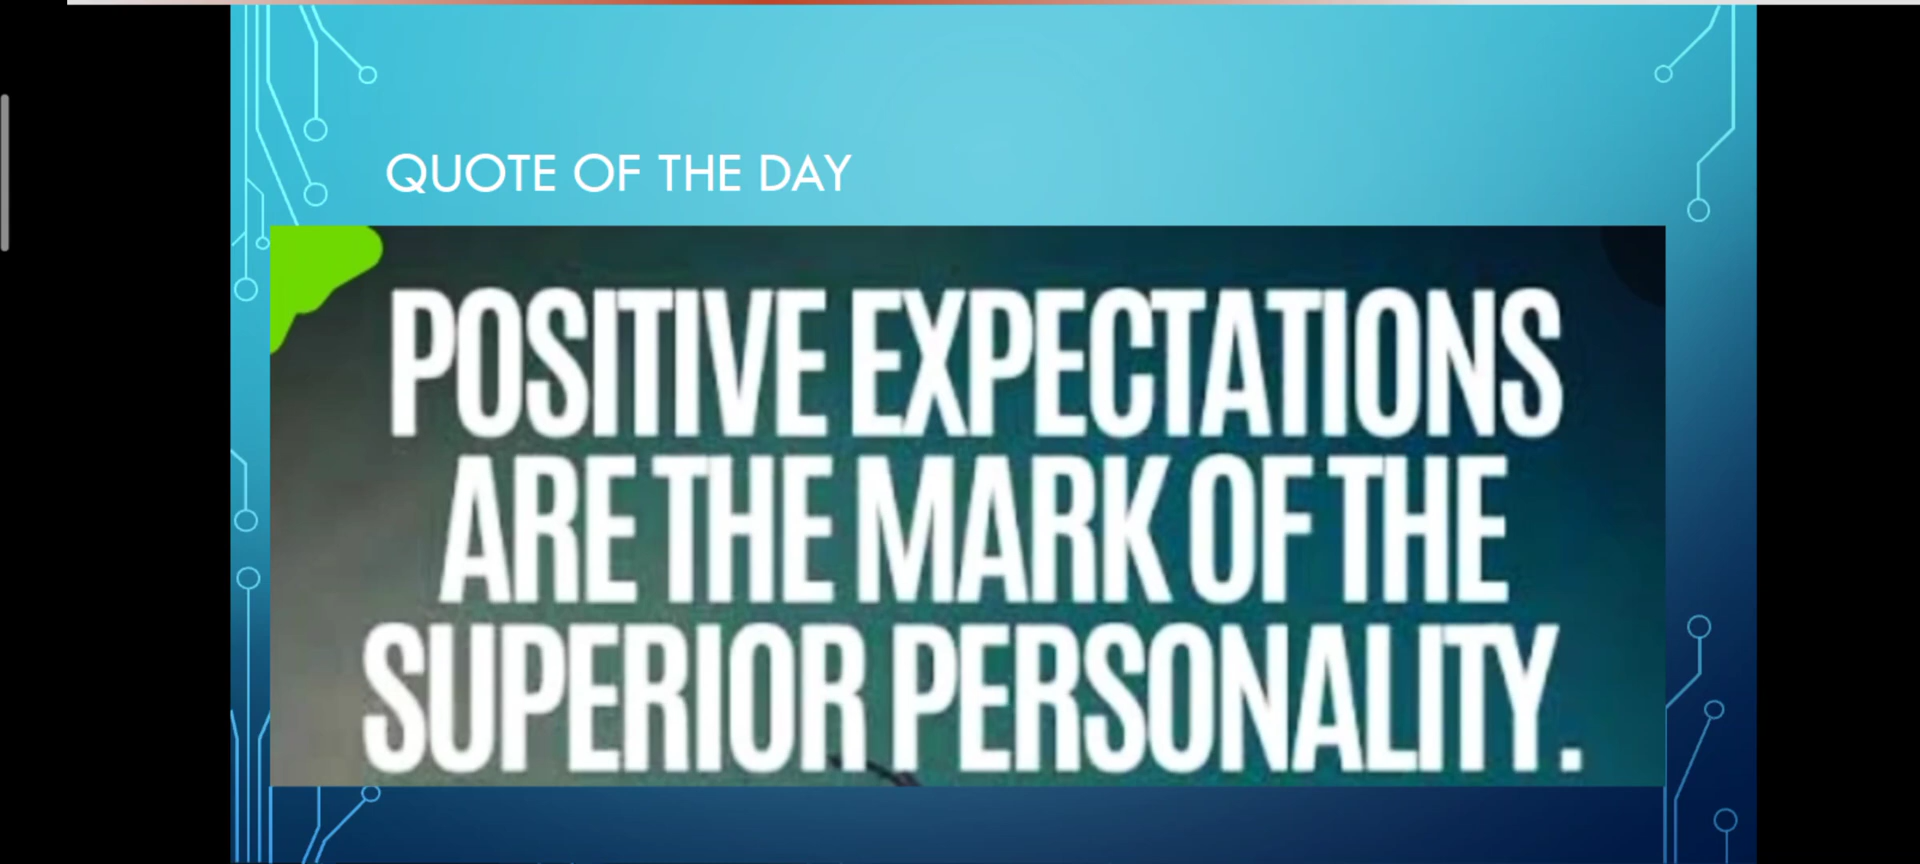 QUOTE OF THE DAY
POSITIVE EXPECTATIONS
ARE THE MARK OF THE
SUPERIOR PERSONALITY.